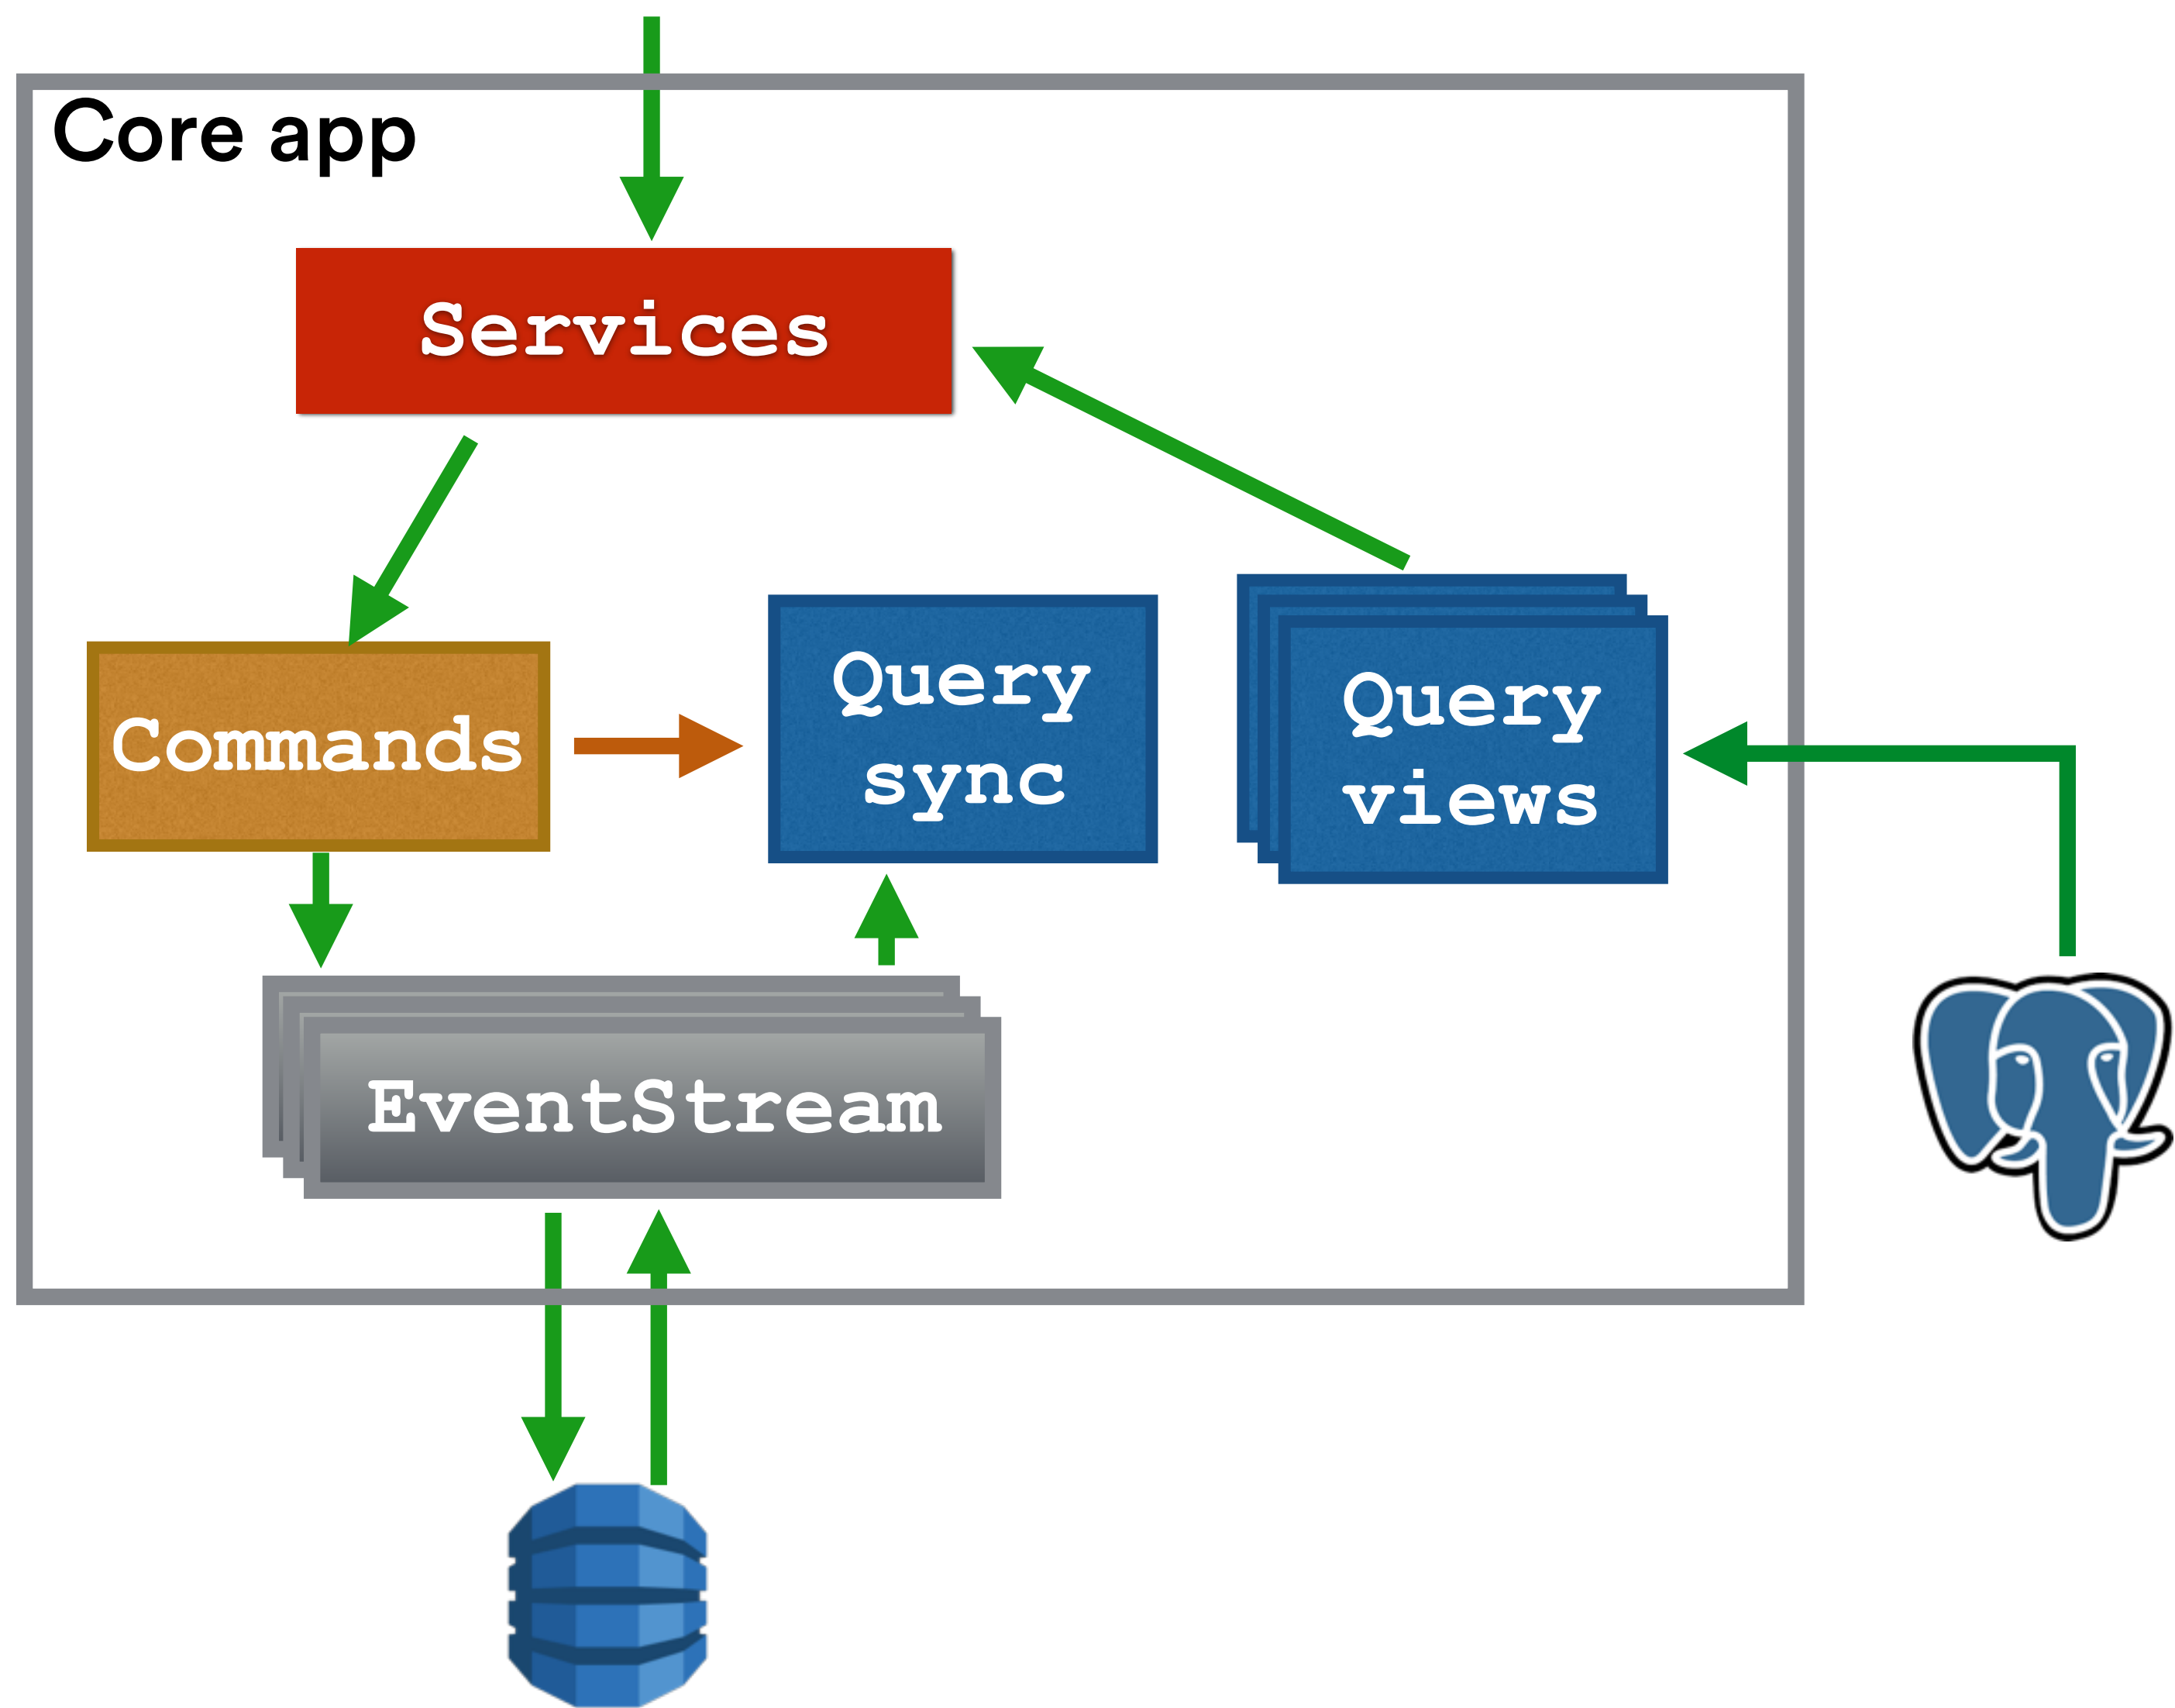 Core app
Services
Commands
Query
sync
Query
views
EventStream